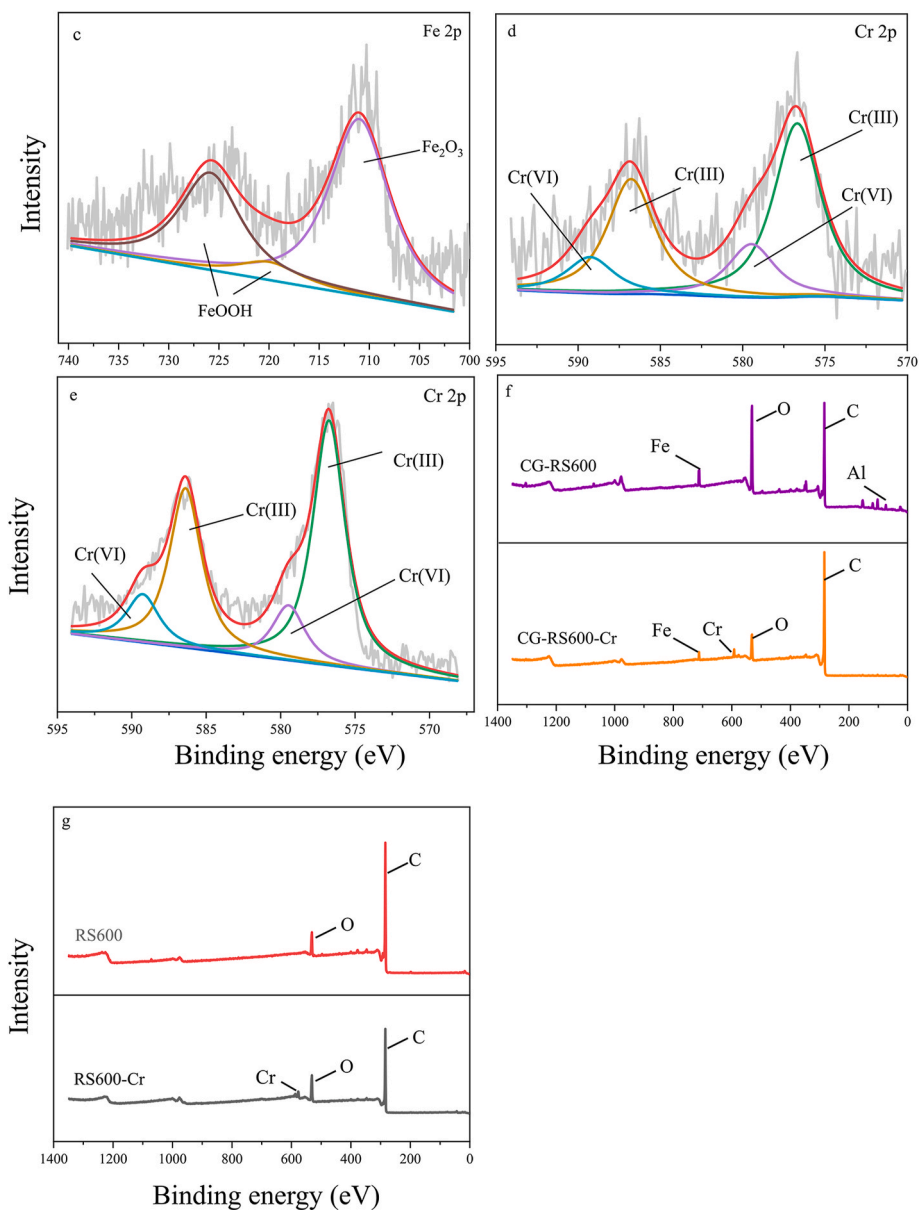 c
Fe 2p
Intensity
Fe₂O₃
FeOOH
740 735 730 725 720 715 710 705 700
d
Cr 2p
Cr(III)
Cr(VI)
Cr(III)
Cr(VI)
595 590 585 580 575 570
e
Cr 2p
Intensity
Cr(III)
Cr(III)
Cr(VI)
Cr(VI)
595 590 585 580 575 570
Binding energy (eV)
f
O
C
Fe
CG-RS600
Al
C
CG-RS600-Cr
Fe
Cr
O
1400 1200 1000 800 600 400 200 0
Binding energy (eV)
g
Intensity
C
RS600
O
C
RS600-Cr
Cr
O
1400 1200 1000 800 600 400 200 0
Binding energy (eV)